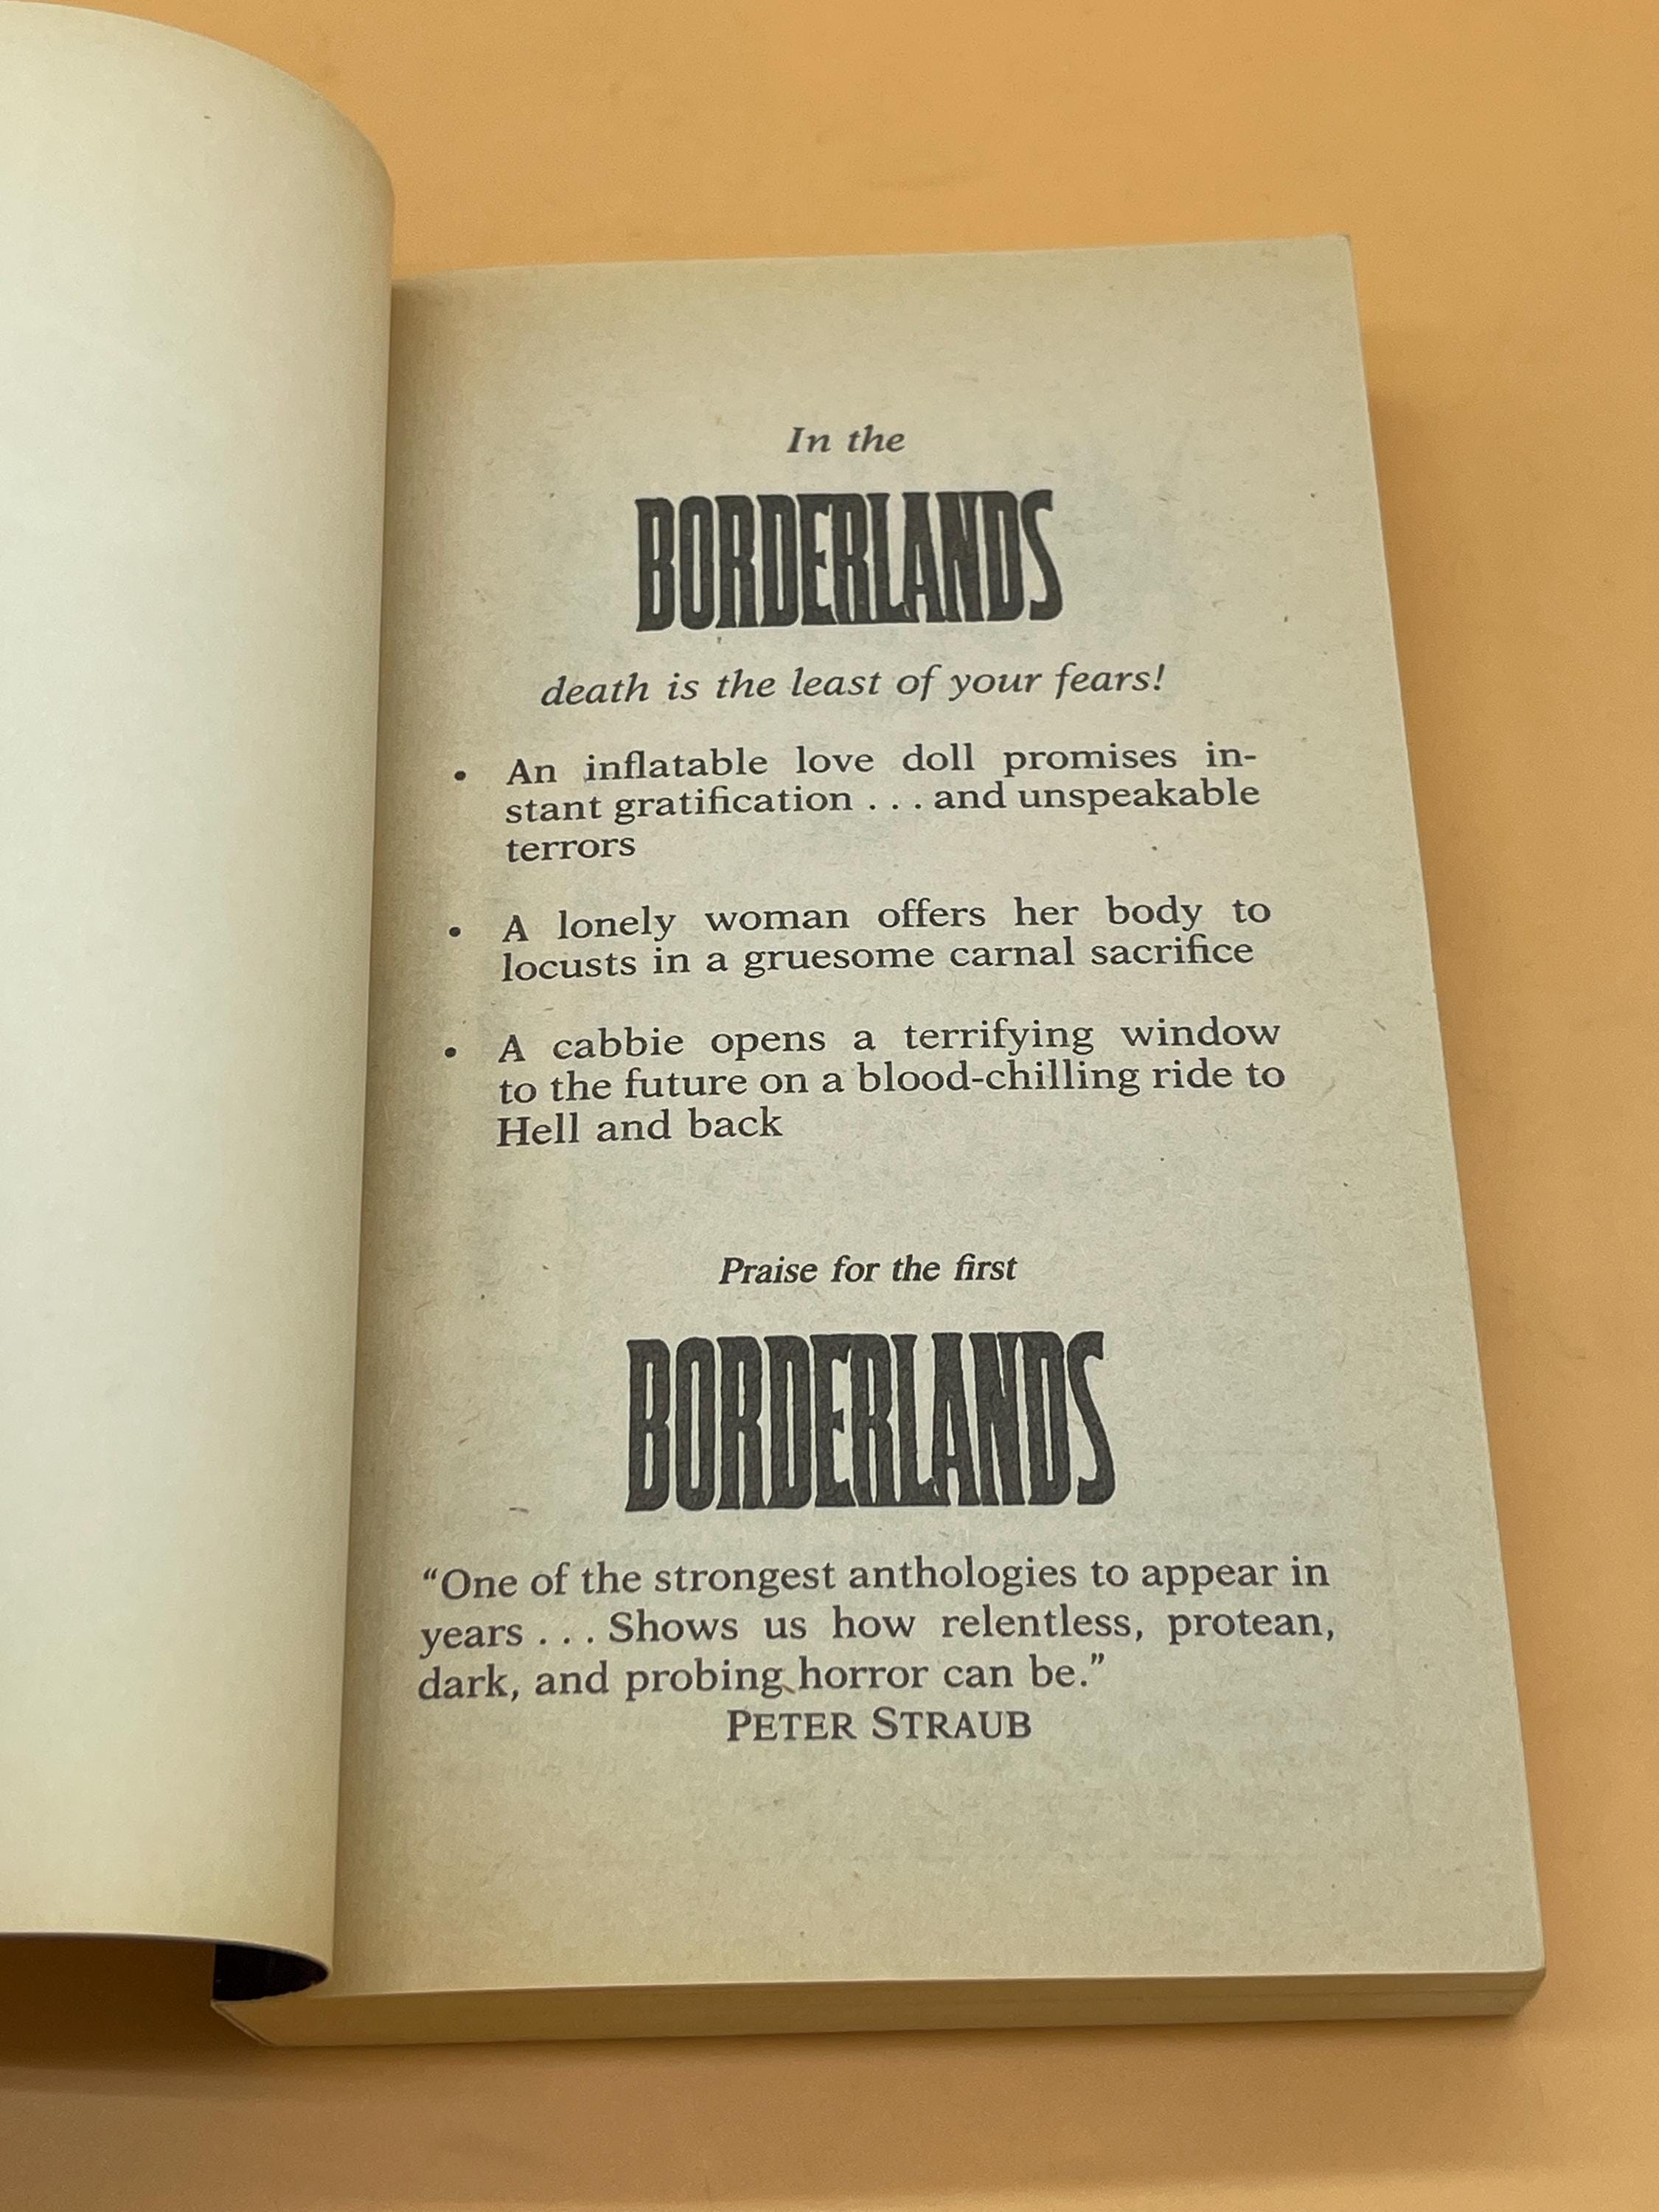 In the
BORDERLANDS
death is the least of your fears!
• An inflatable love doll promises in-
stant gratification . . . and unspeakable
terrors
• A lonely woman offers her body to
locusts in a gruesome carnal sacrifice
• A cabbie opens a terrifying window
to the future on a blood-chilling ride to
Hell and back
Praise for the first
BORDERLANDS
“One of the strongest anthologies to appear in
years . . . Shows us how relentless, protean,
dark, and probing horror can be.”
PETER STRAUB